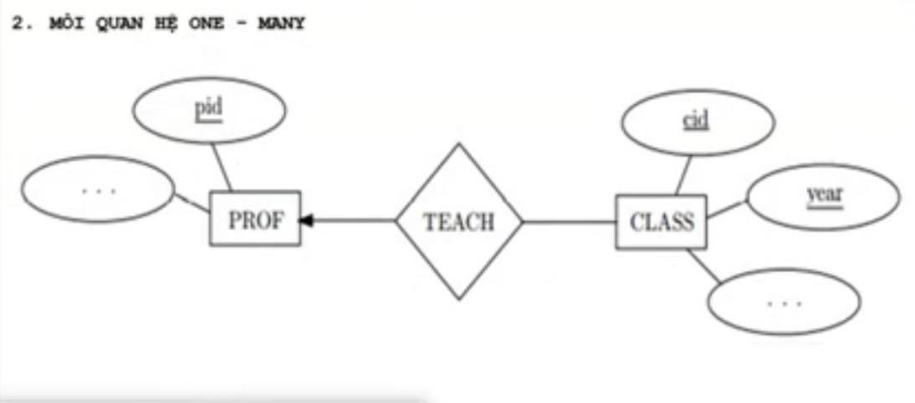 2. MỐI QUAN HỆ ONE - MANY
pid
cid
. . .
year
PROF
TEACH
CLASS
. . .